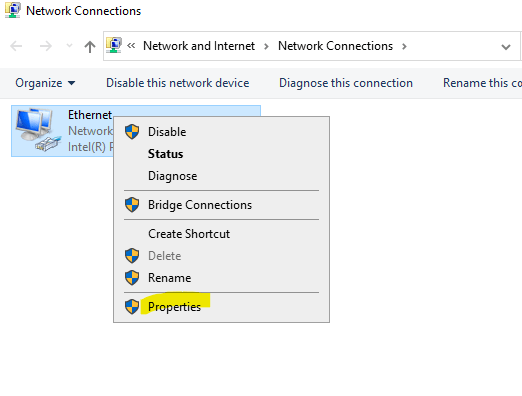 Network Connections
« Network and Internet > Network Connections >
Organize Disable this network device Diagnose this connection Rename this co
Ethernet
Network
Intel(R) P
Disable
Status
Diagnose
Bridge Connections
Create Shortcut
Delete
Rename
Properties